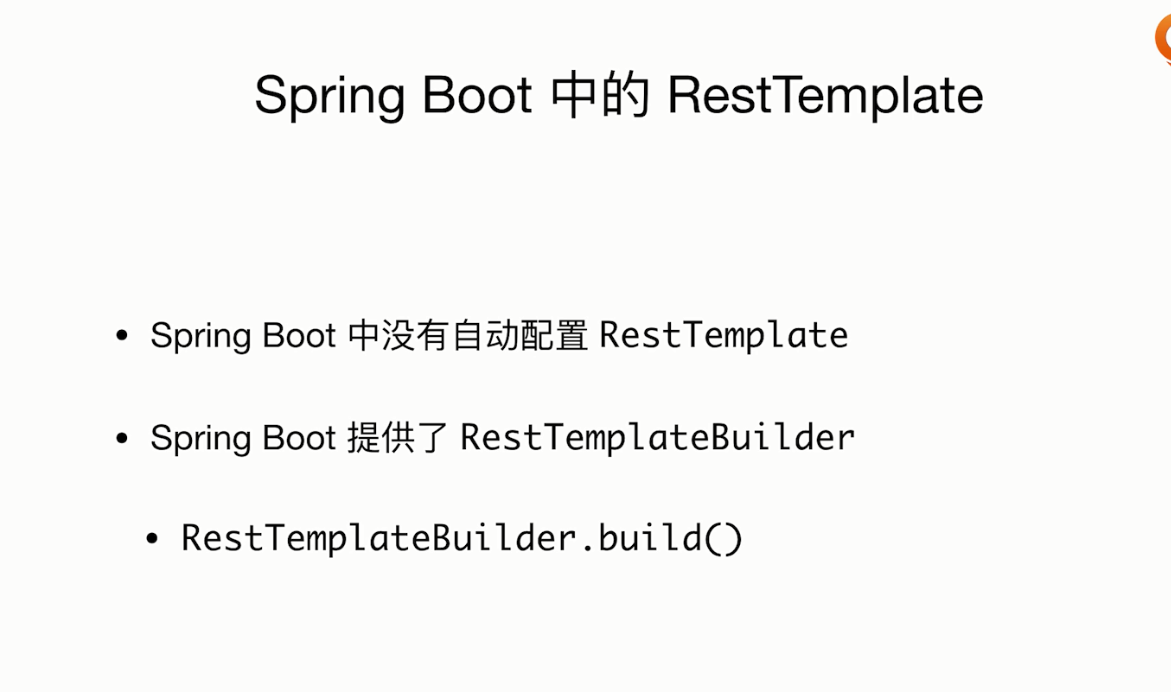 Spring Boot 中的 RestTemplate
• Spring Boot 中没有自动配置 RestTemplate
• Spring Boot 提供了 RestTemplateBuilder
• RestTemplateBuilder.build()